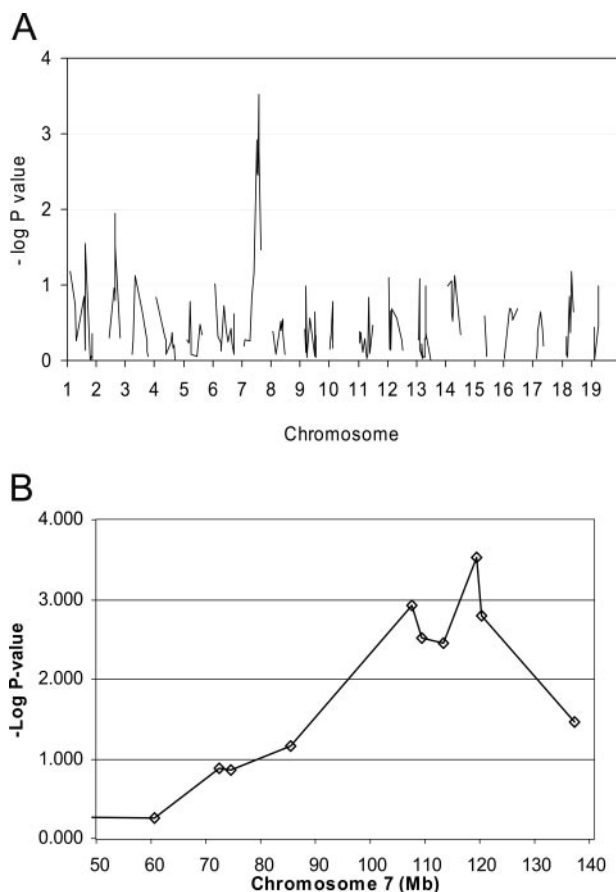 A
- log P value
4
3
2
1
0
1 2 3 4 5 6 7 8 9 10 11 12 13 14 15 16 17 18 19
Chromosome
B
-Log P-value
4.000
3.000
2.000
1.000
0.000
50 60 70 80 90 100 110 120 130 140
Chromosome 7 (Mb)